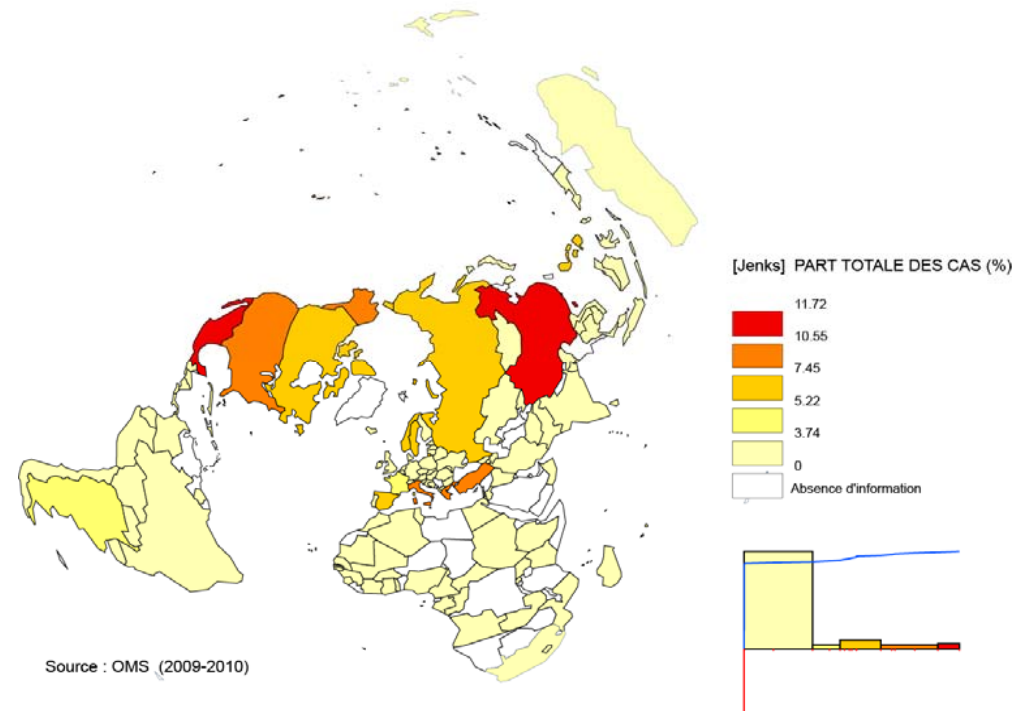 [Jenks] PART TOTALE DES CAS (%)
11.72
10.55
7.45
5.22
3.74
0
Absence d'information
Source : OMS (2009-2010)